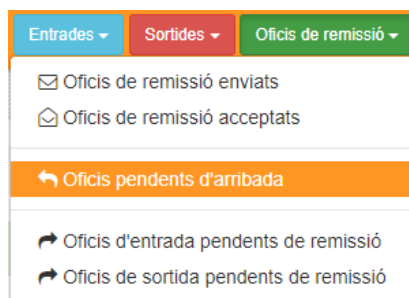 Entrades Sortides Oficis de remissió
Oficis de remissió enviats
Oficis de remissió acceptats
Oficis pendents d'arribada
Oficis d'entrada pendents de remissió
Oficis de sortida pendents de remissió